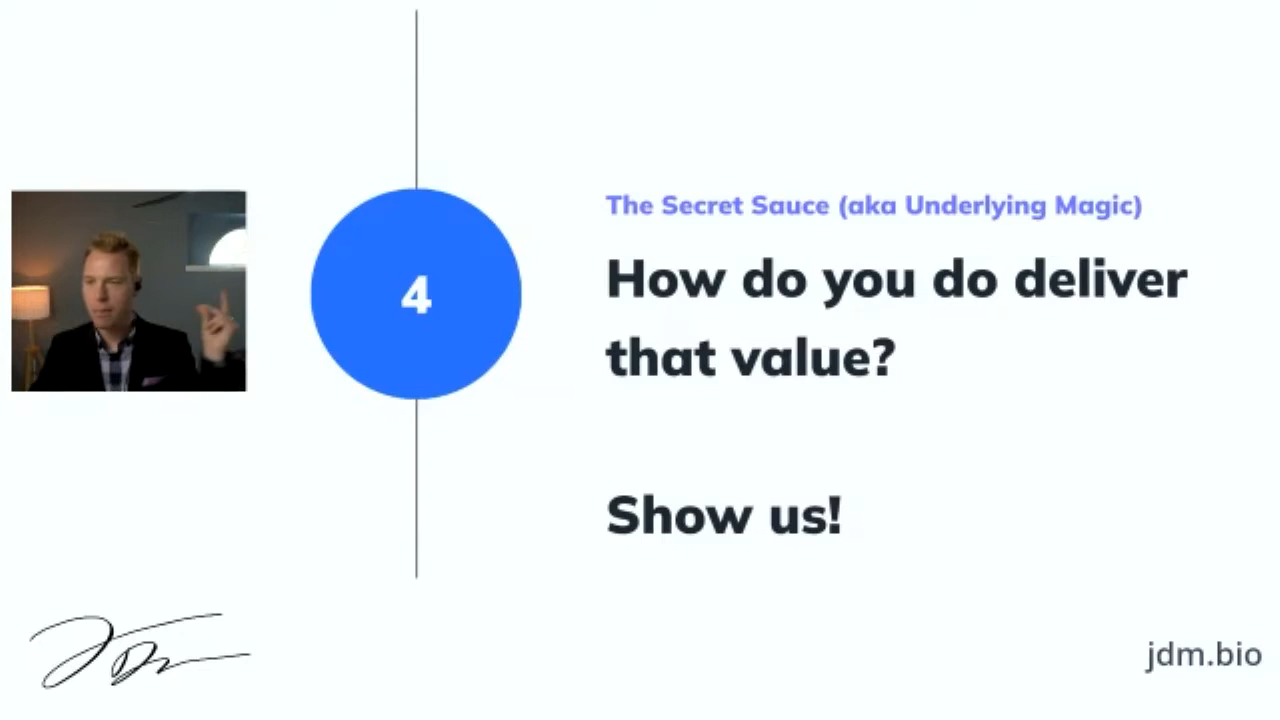 4
The Secret Sauce (aka Underlying Magic)
How do you do deliver
that value?
Show us!
jdm.bio